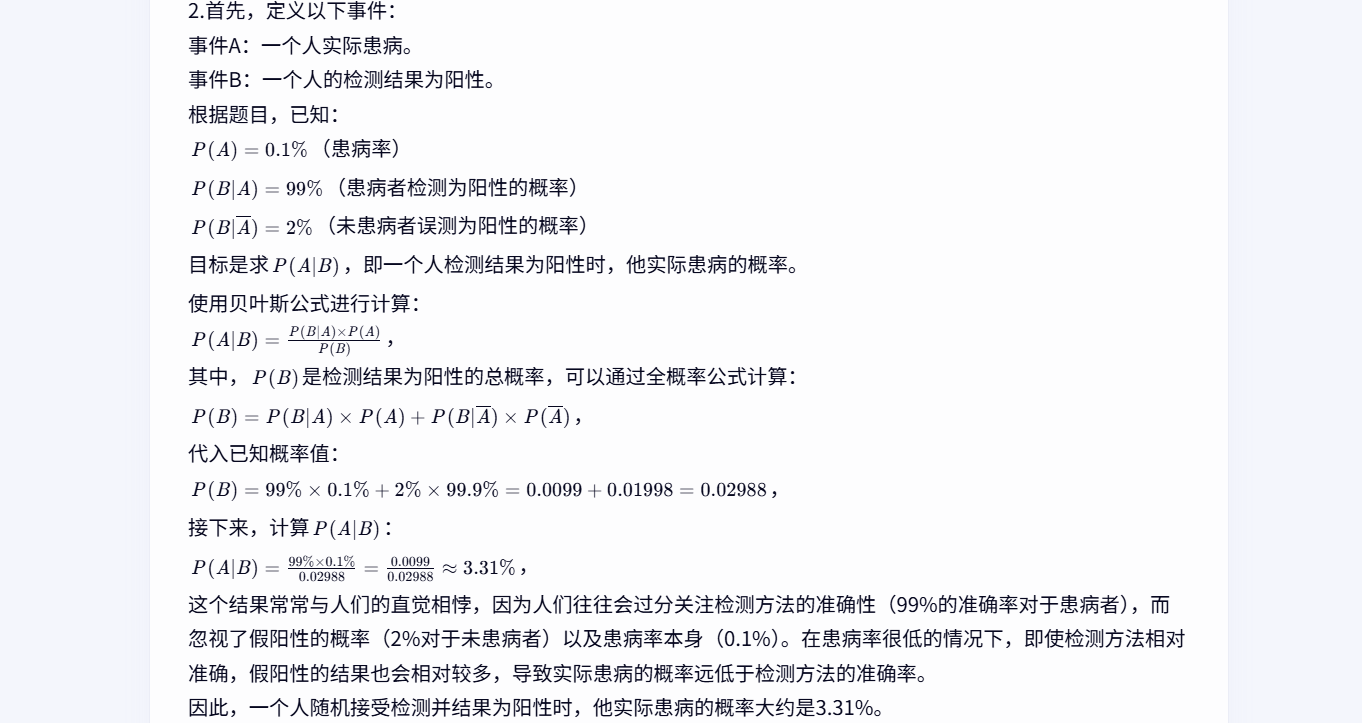 2.首先，定义以下事件：
事件A：一个人实际患病。
事件B：一个人的检测结果为阳性。
根据题目，已知：
P(A) = 0.1%（患病率）
P(B|A) = 99%（患病者检测为阳性的概率）
P(B|\overline{A}) = 2%（未患病者误测为阳性的概率）
目标是求P(A|B)，即一个人检测结果为阳性时，他实际患病的概率。
使用贝叶斯公式进行计算：
P(A|B) = \frac{P(B|A)×P(A)}{P(B)}，
其中，P(B)是检测结果为阳性的总概率，可以通过全概率公式计算：
P(B) = P(B|A) × P(A) + P(B|\overline{A}) × P(\overline{A})，
代入已知概率值：
P(B) = 99% × 0.1% + 2% × 99.9% = 0.0099 + 0.01998 = 0.02988，
接下来，计算P(A|B)：
P(A|B) = \frac{99%×0.1%}{0.02988} = \frac{0.0099}{0.02988} ≈ 3.31%，
这个结果常常与人们的直觉相悖，因为人们往往会过分关注检测方法的准确性（99%的准确率对于患病者），而
忽视了假阳性的概率（2%对于未患病者）以及患病率本身（0.1%）。在患病率很低的情况下，即使检测方法相对
准确，假阳性的结果也会相对较多，导致实际患病的概率远低于检测方法的准确率。
因此，一个人随机接受检测并结果为阳性时，他实际患病的概率大约是3.31%。